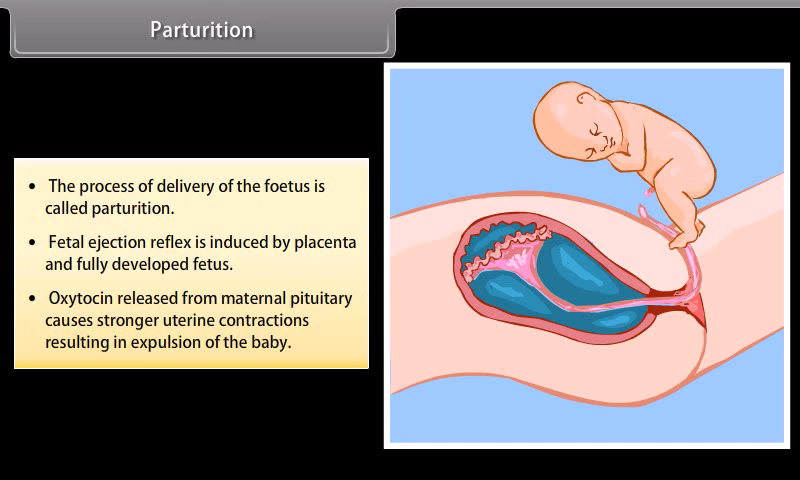 Parturition
• The process of delivery of the foetus is
called parturition.
• Fetal ejection reflex is induced by placenta
and fully developed fetus.
• Oxytocin released from maternal pituitary
causes stronger uterine contractions
resulting in expulsion of the baby.